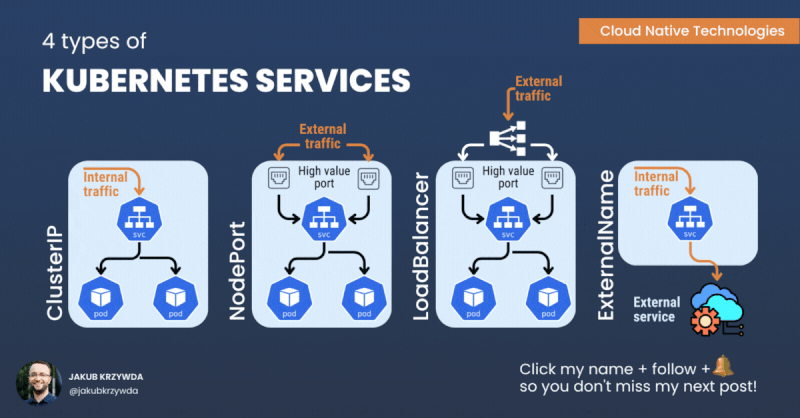 4 types of
KUBERNETES SERVICES
Cloud Native Technologies
ClusterIP
Internal
traffic
svc
pod
pod
NodePort
External
traffic
High value
port
svc
pod
pod
LoadBalancer
External
traffic
High value
port
svc
pod
pod
ExternalName
Internal
traffic
svc
External
service
JAKUB KRZYWDA
@jakubkrzywda
Click my name + follow +
so you don't miss my next post!